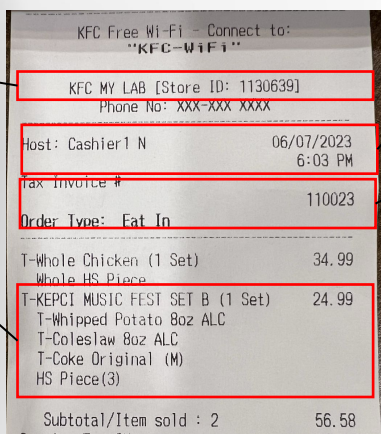 KFC Free Wi-Fi - Connect to:
"KFC-WiFi"
KFC MY LAB [Store ID: 1130639]
Phone No: XXX-XXX XXXX
Host: Cashier1 N 06/07/2023
6:03 PM
Tax Invoice #
110023
Order Type: Eat In
T-Whole Chicken (1 Set) 34.99
Whole HS Piece
T-KEPCI MUSIC FEST SET B (1 Set) 24.99
T-Whipped Potato 8oz ALC
T-Coleslaw 8oz ALC
T-Coke Original (M)
HS Piece(3)
Subtotal/Item sold : 2 56.58